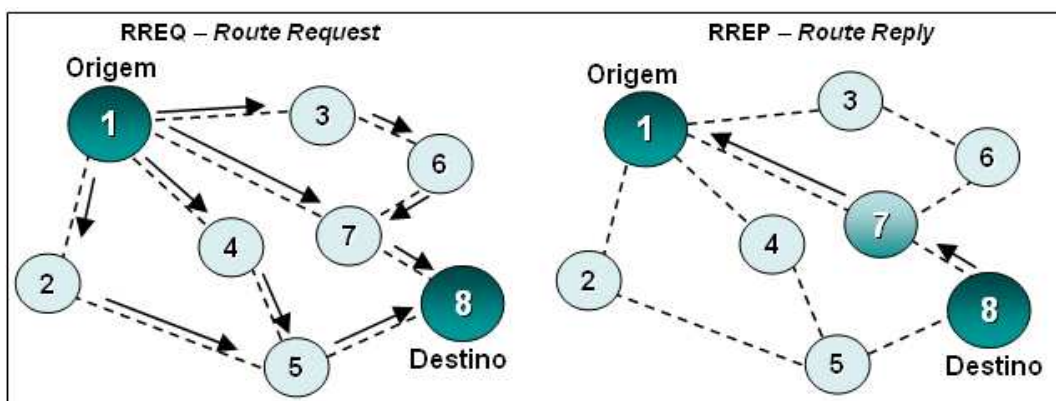 RREQ – Route Request
Origem
1
3
6
7
4
2
8
5
Destino
RREP – Route Reply
Origem
1
3
6
7
4
2
8
5
Destino